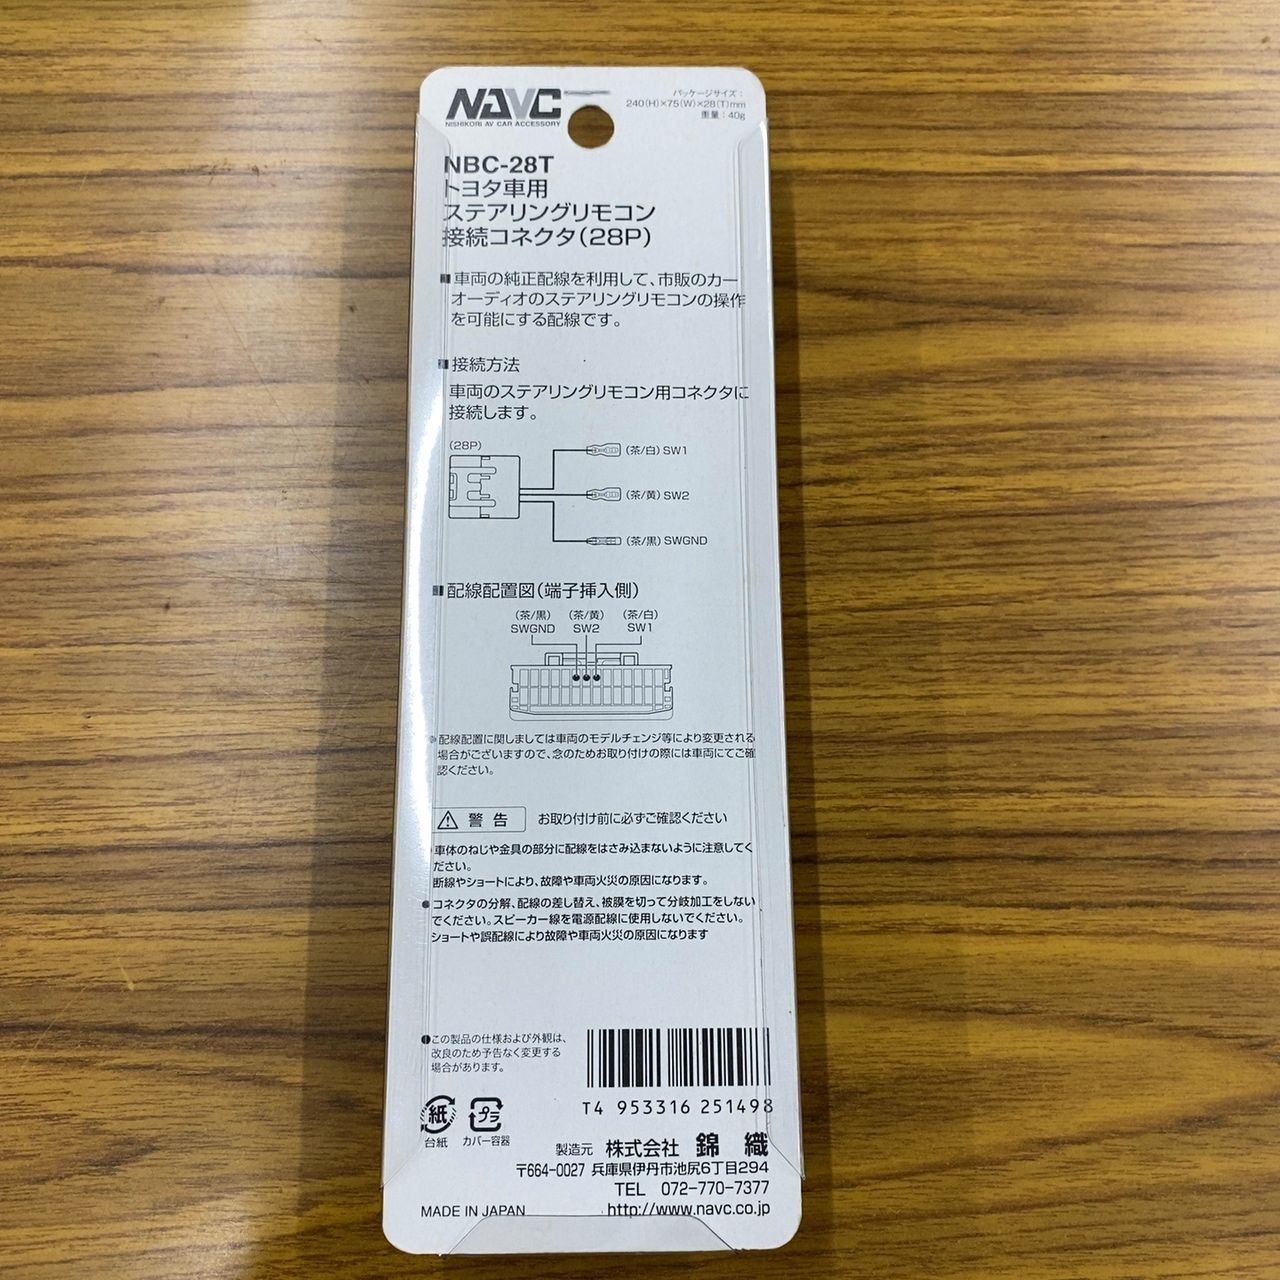 NAVC
NISHIKORI AV CAR ACCESSORY
パッケージサイズ：
240(H)×75(W)×28(T)mm
重量：40g
NBC-28T
トヨタ車用
ステアリングリモコン
接続コネクタ(28P)
■車両の純正配線を利用して、市販のカー
オーディオのステアリングリモコンの操作
を可能にする配線です。
■接続方法
車両のステアリングリモコン用コネクタに
接続します。
(28P)
(茶/白) SW1
(茶/黄) SW2
(茶/黒) SWGND
■配線配置図(端子挿入側)
(茶/黒) (茶/黄) (茶/白)
SWGND SW2 SW1
●配線配置に関しましては車両のモデルチェンジ等により変更される
場合がございますので、念のためお取り付けの際には車両にてご確
認ください。
⚠ 警告 お取り付け前に必ずご確認ください
●車体のねじや金具の部分に配線をはさみ込まないように注意してく
ださい。
断線やショートにより、故障や車両火災の原因になります。
●コネクタの分解、配線の差し替え、被膜を切って分岐加工をしない
でください。スピーカー線を電源配線に使用しないでください。
ショートや誤配線により故障や車両火災の原因になります
●この製品の仕様および外観は、
改良のため予告なく変更する
場合があります。
T4 953316 251498
紙
台紙
プラ
カバー容器
製造元 株式会社 錦織
〒664-0027 兵庫県伊丹市池尻6丁目294
TEL 072-770-7377
MADE IN JAPAN
http://www.navc.co.jp